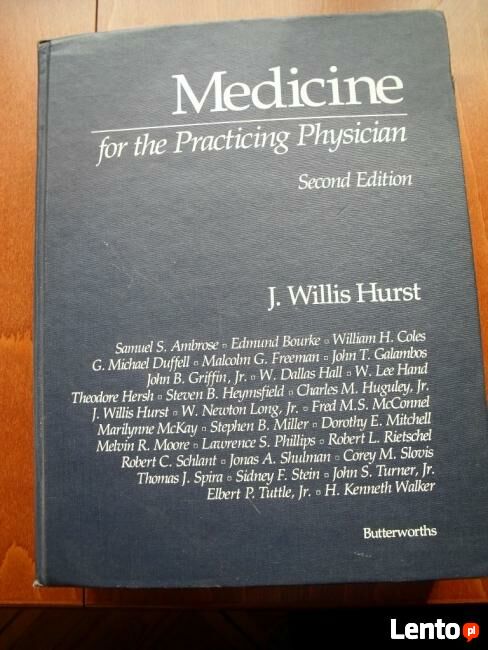 Medicine
for the Practicing Physician
Second Edition
J. Willis Hurst
Samuel S. Ambrose ▫ Edmund Bourke ▫ William H. Coles
G. Michael Duffell ▫ Malcolm G. Freeman ▫ John T. Galambos
John B. Griffin, Jr. ▫ W. Dallas Hall ▫ W. Lee Hand
Theodore Hersh ▫ Steven B. Heymsfield ▫ Charles M. Huguley, Jr.
J. Willis Hurst ▫ W. Newton Long, Jr. ▫ Fred M.S. McConnel
Marilynne McKay ▫ Stephen B. Miller ▫ Dorothy E. Mitchell
Melvin R. Moore ▫ Lawrence S. Phillips ▫ Robert L. Rietschel
Robert C. Schlant ▫ Jonas A. Shulman ▫ Corey M. Slovis
Thomas J. Spira ▫ Sidney F. Stein ▫ John S. Turner, Jr.
Elbert P. Tuttle, Jr. ▫ H. Kenneth Walker
Butterworths
Lento pl